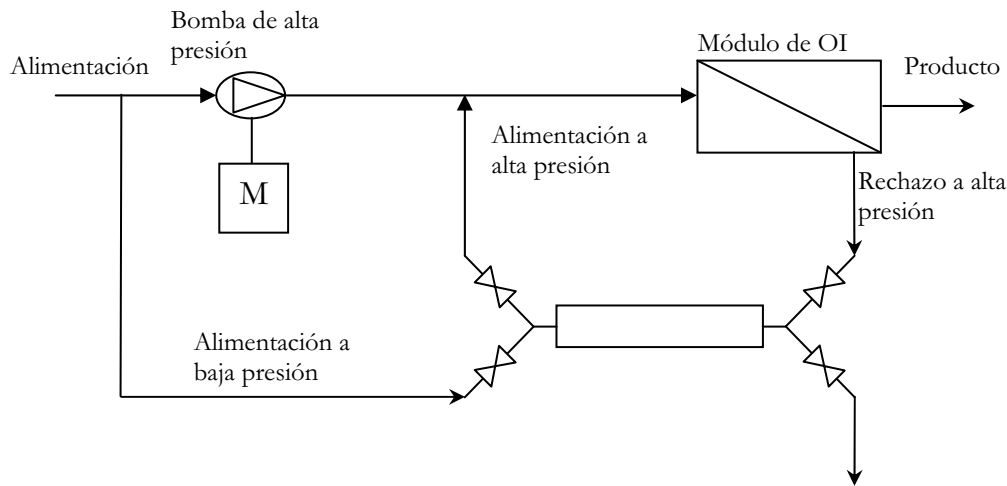 Bomba de alta
presión
Alimentación
Módulo de OI
Producto
Alimentación a
alta presión
M
Rechazo a alta
presión
Alimentación a
baja presión